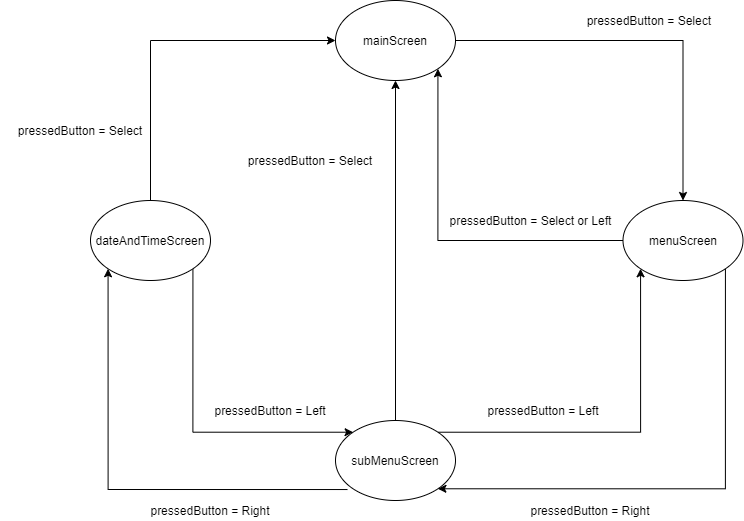 pressedButton = Select
mainScreen
pressedButton = Select
pressedButton = Select
pressedButton = Select or Left
dateAndTimeScreen
menuScreen
pressedButton = Left
pressedButton = Left
subMenuScreen
pressedButton = Right
pressedButton = Right